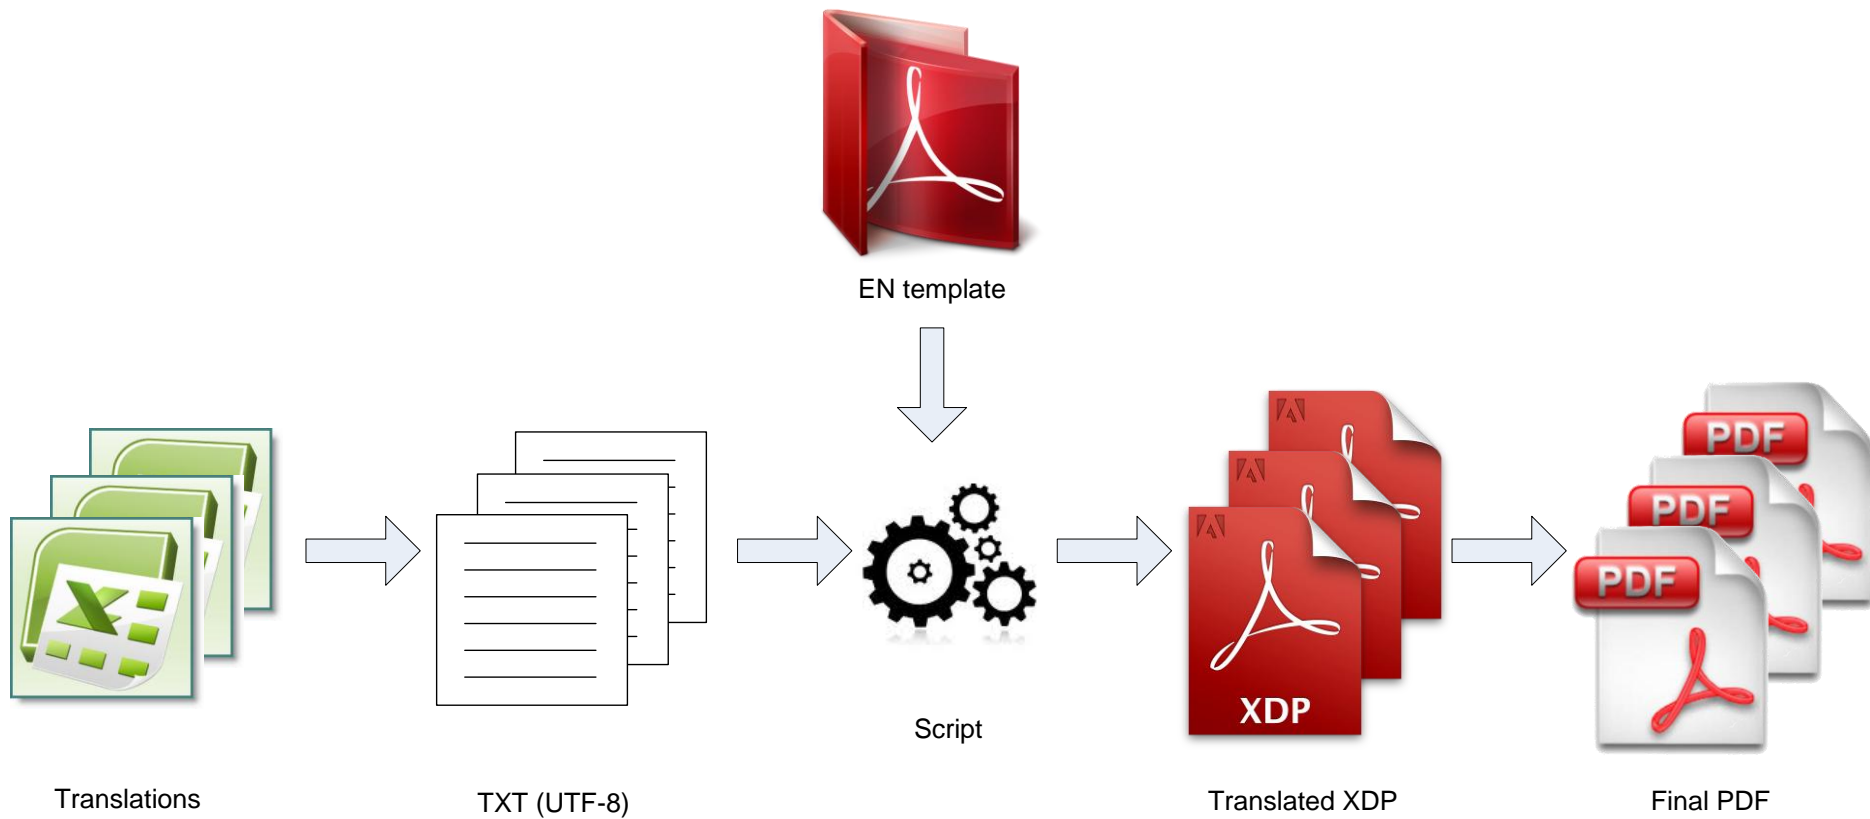 EN template
PDF
PDF
PDF
XDP
Script
Translations
TXT (UTF-8)
Translated XDP
Final PDF